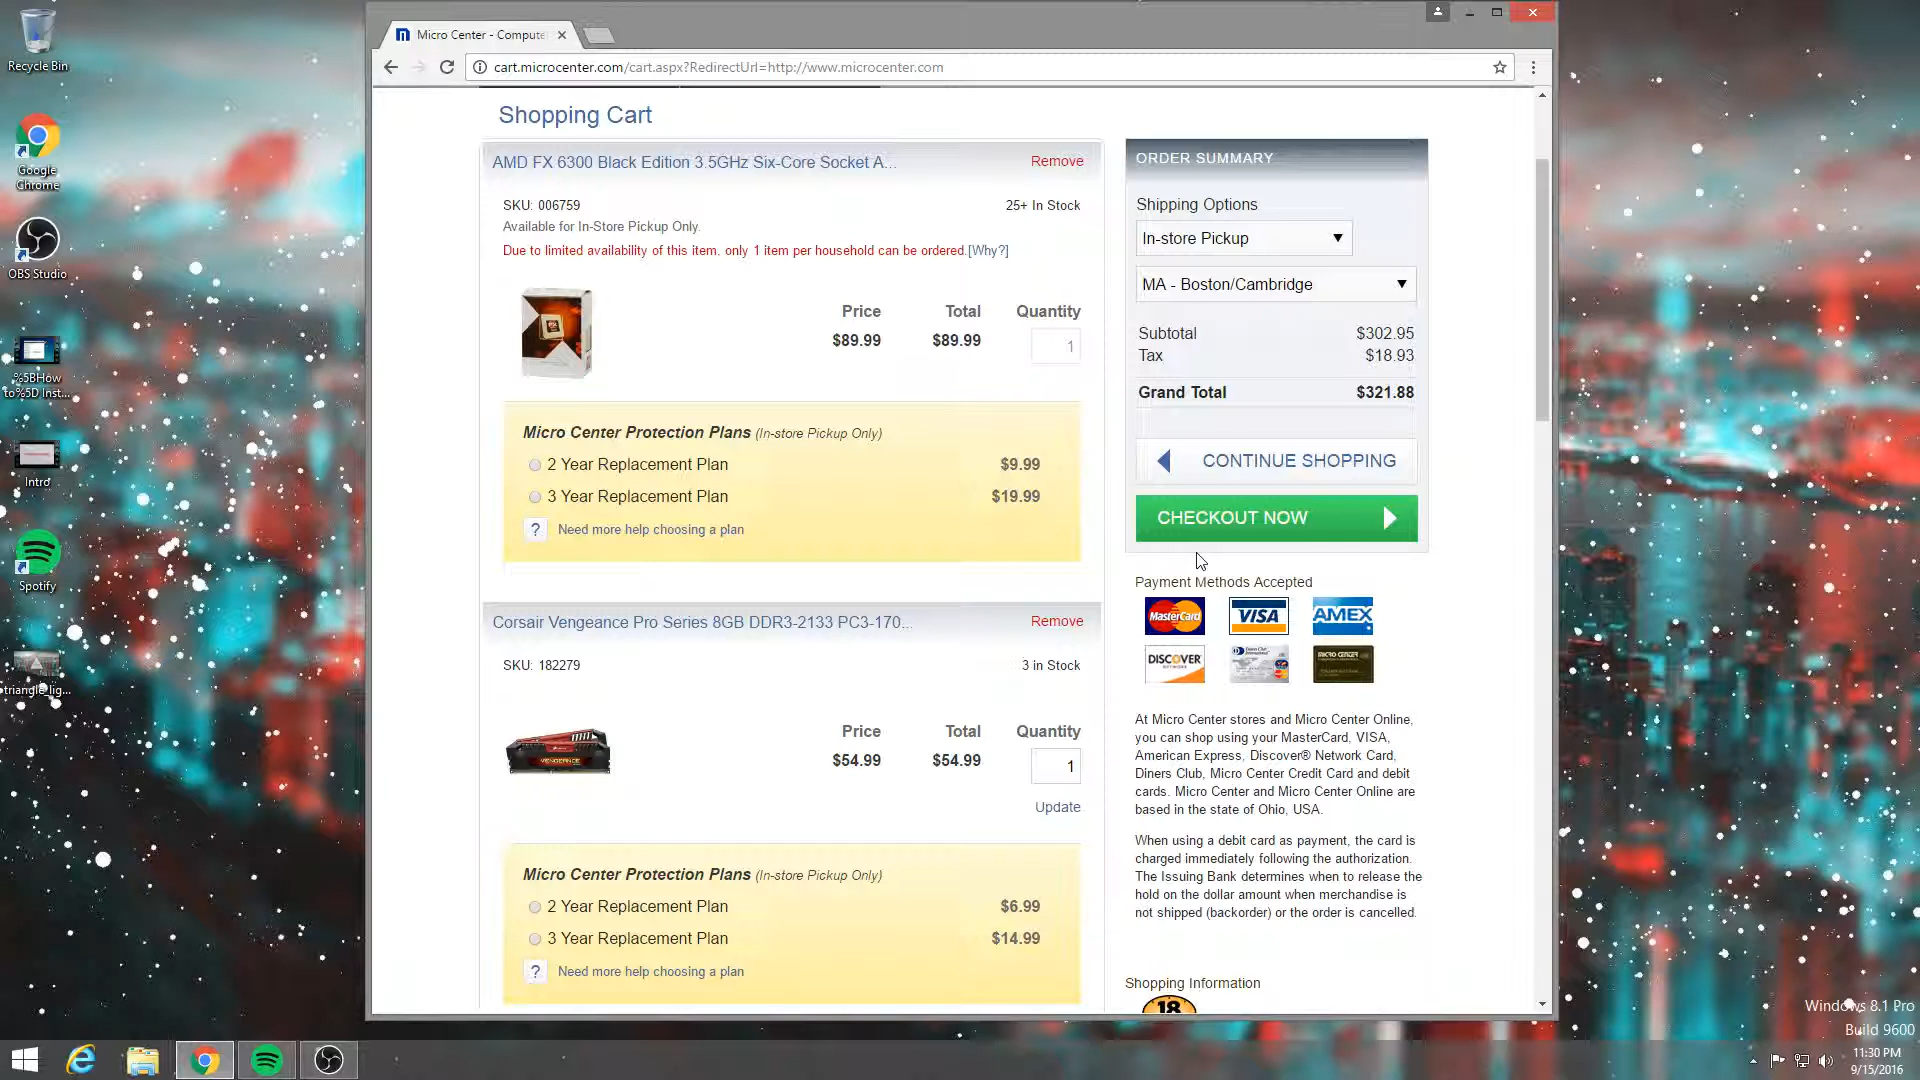 Recycle Bin
Google
Chrome
OBS Studio
%5BHow
to%5D Inst...
Intro
Spotify
triangle_lig...
Micro Center - Compute
cart.microcenter.com/cart.aspx?RedirectUrl=http://www.microcenter.com
Shopping Cart
AMD FX 6300 Black Edition 3.5GHz Six-Core Socket A...
Remove
SKU: 006759
25+ In Stock
Available for In-Store Pickup Only.
Due to limited availability of this item, only 1 item per household can be ordered.[Why?]
Price Total Quantity
$89.99 $89.99 1
Micro Center Protection Plans (In-store Pickup Only)
2 Year Replacement Plan $9.99
3 Year Replacement Plan $19.99
? Need more help choosing a plan
Corsair Vengeance Pro Series 8GB DDR3-2133 PC3-170...
Remove
SKU: 182279
3 in Stock
VENGEANCE
Price Total Quantity
$54.99 $54.99 1
Update
Micro Center Protection Plans (In-store Pickup Only)
2 Year Replacement Plan $6.99
3 Year Replacement Plan $14.99
? Need more help choosing a plan
ORDER SUMMARY
Shipping Options
In-store Pickup
MA - Boston/Cambridge
Subtotal $302.95
Tax $18.93
Grand Total $321.88
CONTINUE SHOPPING
CHECKOUT NOW
Payment Methods Accepted
MasterCard VISA AMEX
DISCOVER
NETWORK
Diners Club
International
MICRO CENTER
At Micro Center stores and Micro Center Online,
you can shop using your MasterCard, VISA,
American Express, Discover® Network Card,
Diners Club, Micro Center Credit Card and debit
cards. Micro Center and Micro Center Online are
based in the state of Ohio, USA.
When using a debit card as payment, the card is
charged immediately following the authorization.
The Issuing Bank determines when to release the
hold on the dollar amount when merchandise is
not shipped (backorder) or the order is cancelled.
Shopping Information
18
Windows 8.1 Pro
Build 9600
11:30 PM
9/15/2016